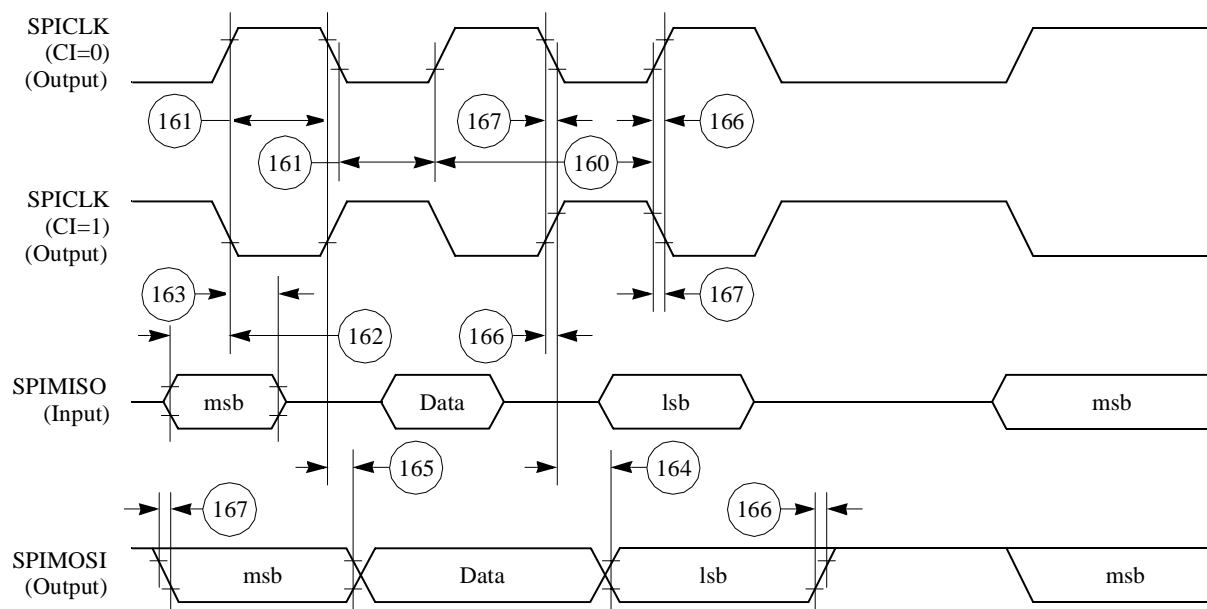 SPICLK
(CI=0)
(Output)
161
167
166
161
160
SPICLK
(CI=1)
(Output)
163
167
162
166
SPIMISO
(Input)
msb
Data
lsb
msb
165
164
167
166
SPIMOSI
(Output)
msb
Data
lsb
msb